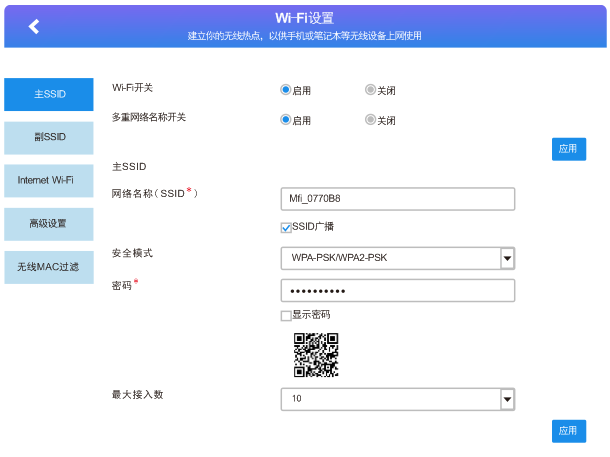 Wi-Fi设置
建立你的无线热点，以供手机或笔记本等无线设备上网使用
主SSID
副SSID
Internet Wi-Fi
高级设置
无线MAC过滤
Wi-Fi开关
启用 关闭
多重网络名称开关
启用 关闭
应用
主SSID
网络名称（SSID*）
Mfi_0770B8
SSID广播
安全模式
WPA-PSK/WPA2-PSK
密码*
••••••••••
显示密码
最大接入数
10
应用